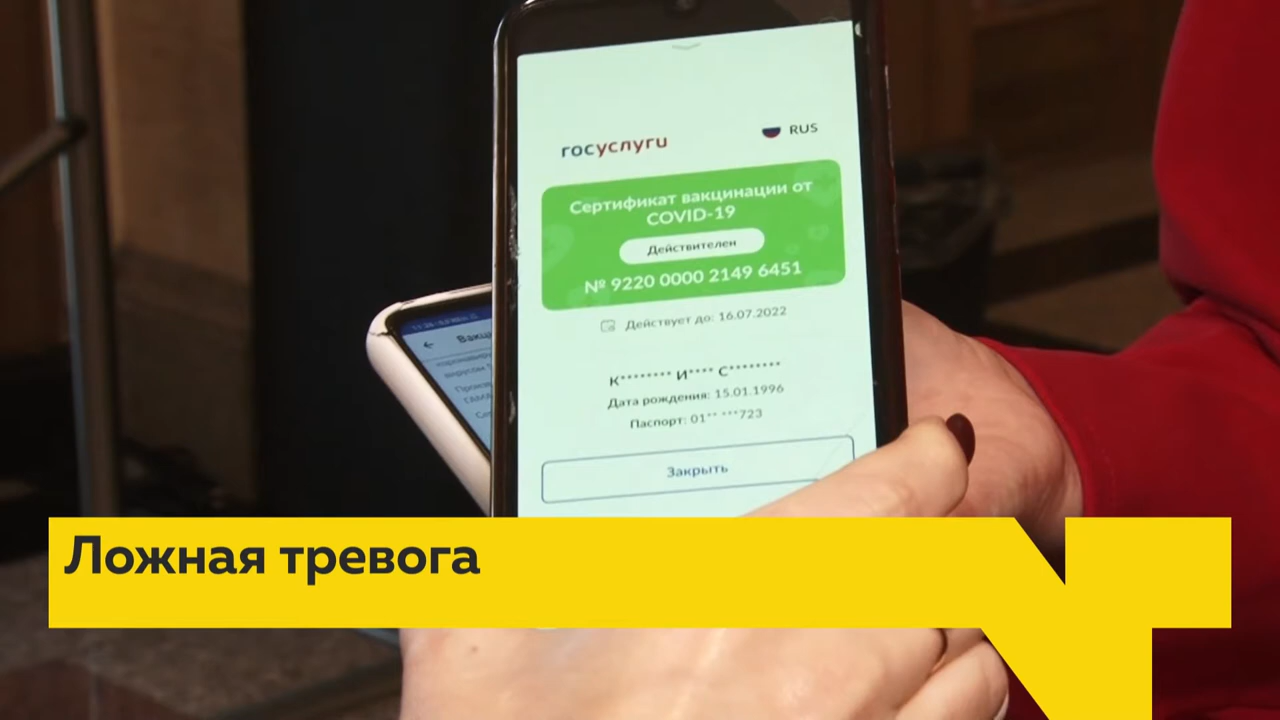 госуслуги
RUS
Сертификат вакцинации от
COVID-19
Действителен
№ 9220 0000 2149 6451
Действует до: 16.07.2022
К******** И**** С********
Дата рождения: 15.01.1996
Паспорт: 01** ***723
Закрыть
Ложная тревога